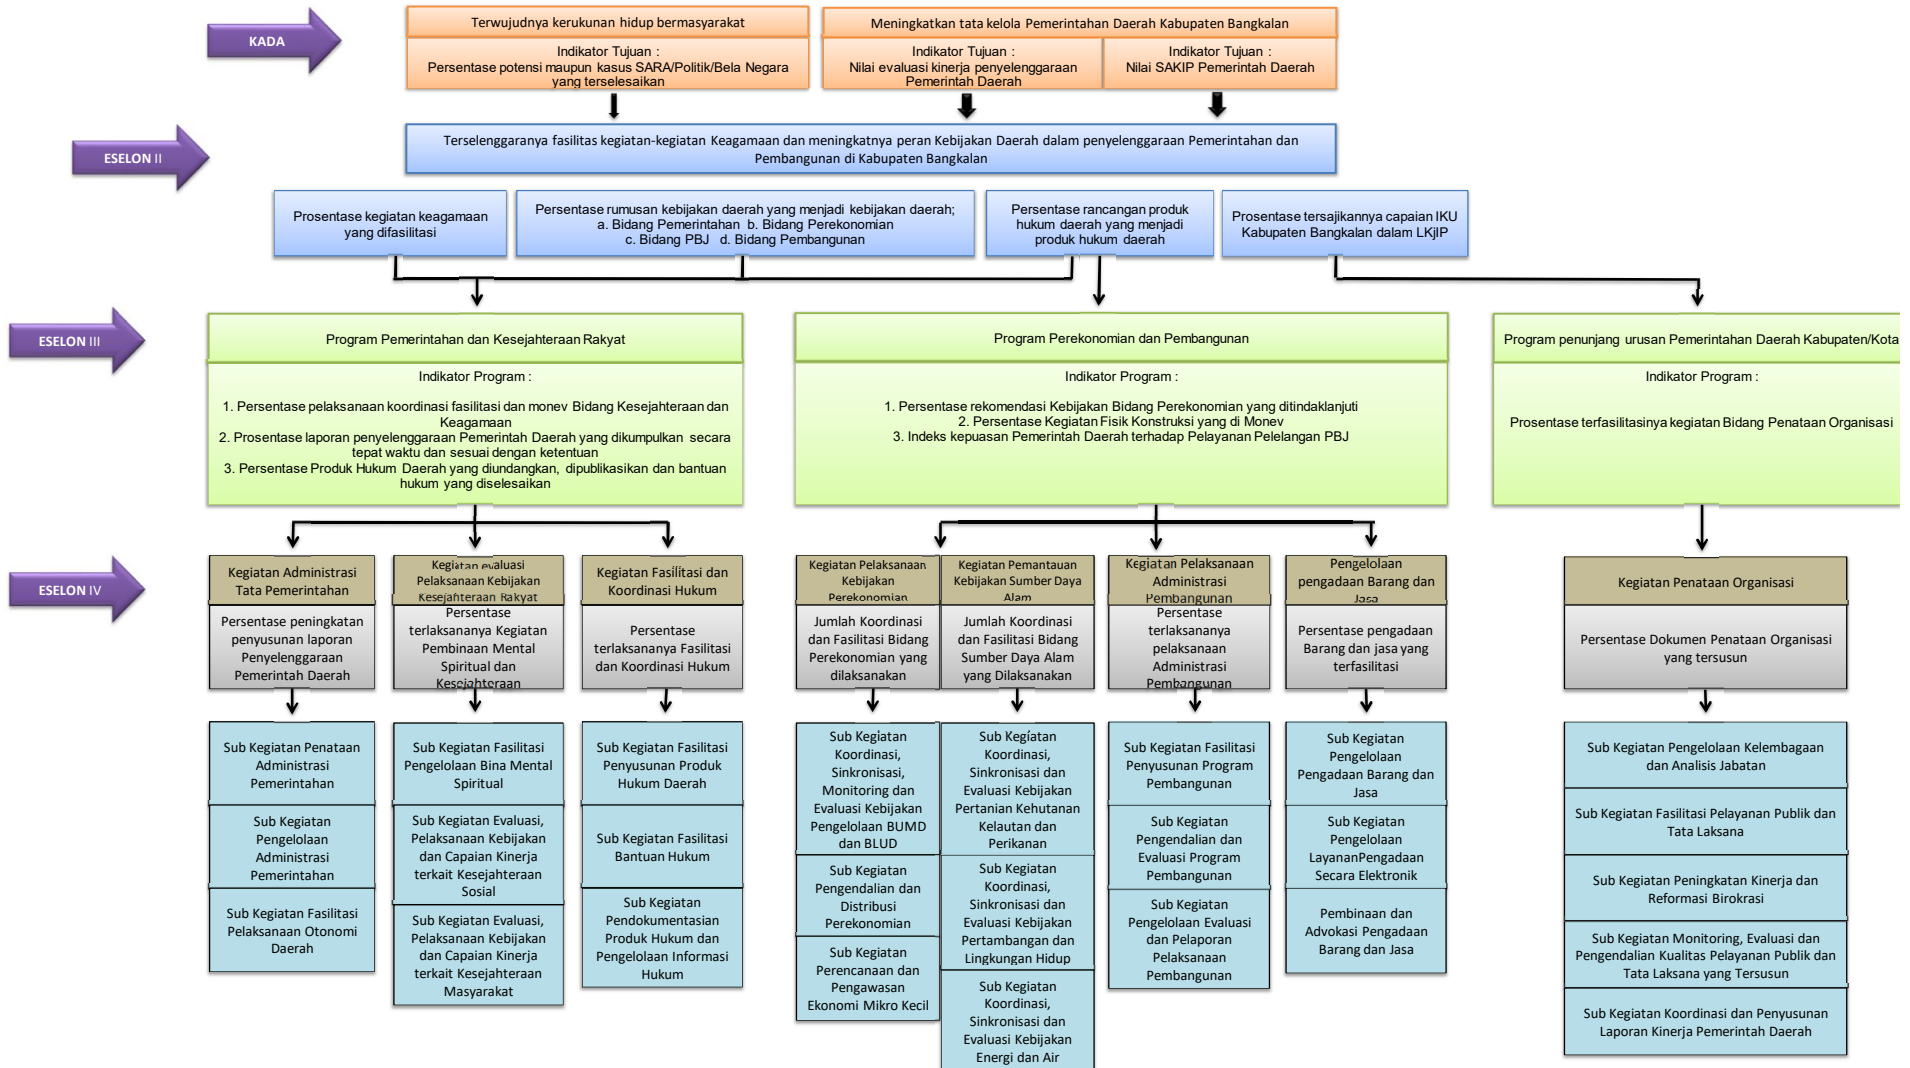 KADA
Terwujudnya kerukunan hidup bermasyarakat
Indikator Tujuan :
Persentase potensi maupun kasus SARA/Politik/Bela Negara
yang terselesaikan
Meningkatkan tata kelola Pemerintahan Daerah Kabupaten Bangkalan
Indikator Tujuan :
Nilai evaluasi kinerja penyelenggaraan
Pemerintah Daerah
Indikator Tujuan :
Nilai SAKIP Pemerintah Daerah
ESELON II
Terselenggaranya fasilitas kegiatan-kegiatan Keagamaan dan meningkatnya peran Kebijakan Daerah dalam penyelenggaraan Pemerintahan dan
Pembangunan di Kabupaten Bangkalan
Prosentase kegiatan keagamaan
yang difasilitasi
Persentase rumusan kebijakan daerah yang menjadi kebijakan daerah;
a. Bidang Pemerintahan b. Bidang Perekonomian
c. Bidang PBJ d. Bidang Pembangunan
Persentase rancangan produk
hukum daerah yang menjadi
produk hukum daerah
Prosentase tersajikannya capaian IKU
Kabupaten Bangkalan dalam LKjIP
ESELON III
Program Pemerintahan dan Kesejahteraan Rakyat
Indikator Program :
1. Persentase pelaksanaan koordinasi fasilitasi dan monev Bidang Kesejahteraan dan
Keagamaan
2. Prosentase laporan penyelenggaraan Pemerintah Daerah yang dikumpulkan secara
tepat waktu dan sesuai dengan ketentuan
3. Persentase Produk Hukum Daerah yang diundangkan, dipublikasikan dan bantuan
hukum yang diselesaikan
Program Perekonomian dan Pembangunan
Indikator Program :
1. Persentase rekomendasi Kebijakan Bidang Perekonomian yang ditindaklanjuti
2. Persentase Kegiatan Fisik Konstruksi yang di Monev
3. Indeks kepuasan Pemerintah Daerah terhadap Pelayanan Pelelangan PBJ
Program penunjang urusan Pemerintahan Daerah Kabupaten/Kota
Indikator Program :
Prosentase terfasilitasinya kegiatan Bidang Penataan Organisasi
ESELON IV
Kegiatan Administrasi
Tata Pemerintahan
Persentase peningkatan
penyusunan laporan
Penyelenggaraan
Pemerintah Daerah
Sub Kegiatan Penataan
Administrasi
Pemerintahan
Sub Kegiatan
Pengelolaan
Administrasi
Pemerintahan
Sub Kegiatan Fasilitasi
Pelaksanaan Otonomi
Daerah
Kegiatan evaluasi
Pelaksanaan Kebijakan
Kesejahteraan Rakyat
Persentase
terlaksananya Kegiatan
Pembinaan Mental
Spiritual dan
Kesejahteraan
Sub Kegiatan Fasilitasi
Pengelolaan Bina Mental
Spiritual
Sub Kegiatan Evaluasi,
Pelaksanaan Kebijakan
dan Capaian Kinerja
terkait Kesejahteraan
Sosial
Sub Kegiatan Evaluasi,
Pelaksanaan Kebijakan
dan Capaian Kinerja
terkait Kesejahteraan
Masyarakat
Kegiatan Fasilitasi dan
Koordinasi Hukum
Persentase
terlaksananya Fasilitasi
dan Koordinasi Hukum
Sub Kegiatan Fasilitasi
Penyusunan Produk
Hukum Daerah
Sub Kegiatan Fasilitasi
Bantuan Hukum
Sub Kegiatan
Pendokumentasian
Produk Hukum dan
Pengelolaan Informasi
Hukum
Kegiatan Pelaksanaan
Kebijakan
Perekonomian
Jumlah Koordinasi
dan Fasilitasi Bidang
Perekonomian yang
dilaksanakan
Sub Kegiatan
Koordinasi,
Sinkronisasi,
Monitoring dan
Evaluasi Kebijakan
Pengelolaan BUMD
dan BLUD
Sub Kegiatan
Pengendalian dan
Distribusi
Perekonomian
Sub Kegiatan
Perencanaan dan
Pengawasan
Ekonomi Mikro Kecil
Kegiatan Pemantauan
Kebijakan Sumber Daya
Alam
Jumlah Koordinasi
dan Fasilitasi Bidang
Sumber Daya Alam
yang Dilaksanakan
Sub Kegiatan
Koordinasi,
Sinkronisasi dan
Evaluasi Kebijakan
Pertanian Kehutanan
Kelautan dan
Perikanan
Sub Kegiatan
Koordinasi,
Sinkronisasi dan
Evaluasi Kebijakan
Pertambangan dan
Lingkungan Hidup
Sub Kegiatan
Koordinasi,
Sinkronisasi dan
Evaluasi Kebijakan
Energi dan Air
Kegiatan Pelaksanaan
Administrasi
Pembangunan
Persentase
terlaksananya
pelaksanaan
Administrasi
Pembangunan
Sub Kegiatan Fasilitasi
Penyusunan Program
Pembangunan
Sub Kegiatan
Pengendalian dan
Evaluasi Program
Pembangunan
Sub Kegiatan
Pengelolaan Evaluasi
dan Pelaporan
Pelaksanaan
Pembangunan
Pengelolaan
pengadaan Barang dan
Jasa
Persentase pengadaan
Barang dan jasa yang
terfasilitasi
Sub Kegiatan
Pengelolaan
Pengadaan Barang dan
Jasa
Sub Kegiatan
Pengelolaan
LayananPengadaan
Secara Elektronik
Pembinaan dan
Advokasi Pengadaan
Barang dan Jasa
Kegiatan Penataan Organisasi
Persentase Dokumen Penataan Organisasi
yang tersusun
Sub Kegiatan Pengelolaan Kelembagaan
dan Analisis Jabatan
Sub Kegiatan Fasilitasi Pelayanan Publik dan
Tata Laksana
Sub Kegiatan Peningkatan Kinerja dan
Reformasi Birokrasi
Sub Kegiatan Monitoring, Evaluasi dan
Pengendalian Kualitas Pelayanan Publik dan
Tata Laksana yang Tersusun
Sub Kegiatan Koordinasi dan Penyusunan
Laporan Kinerja Pemerintah Daerah